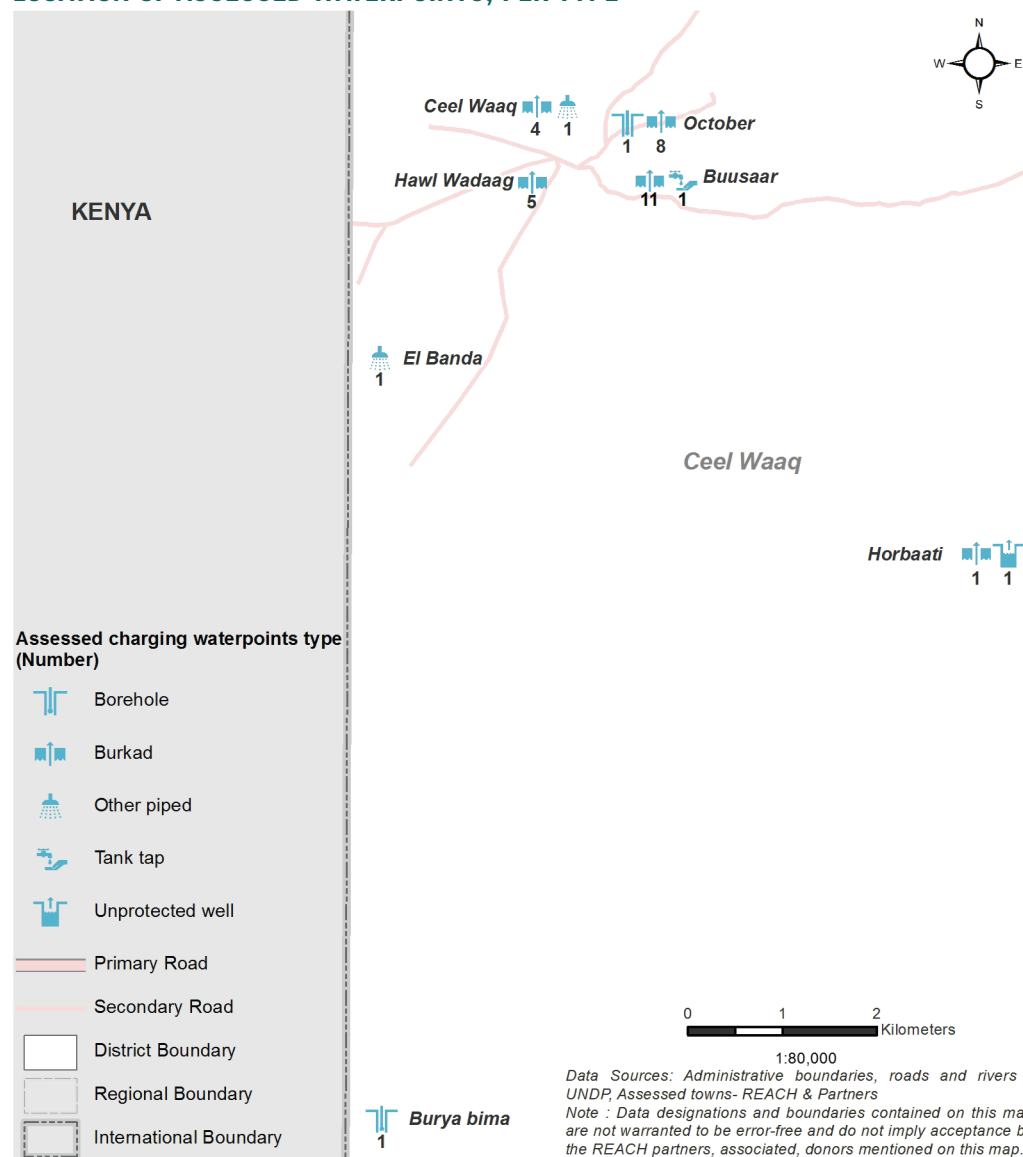 N
W
E
S
Ceel Waaq
4
1
October
1
8
Hawl Wadaag
5
Buusaar
11
1
KENYA
El Banda
1
Ceel Waaq
Horbaati
1
1
Assessed charging waterpoints type
(Number)
Borehole
Burkad
Other piped
Tank tap
Unprotected well
Primary Road
Secondary Road
District Boundary
Regional Boundary
International Boundary
Burya bima
1
0
1
2
Kilometers
1:80,000
Data Sources: Administrative boundaries, roads and rivers
UNDP, Assessed towns- REACH & Partners
Note : Data designations and boundaries contained on this ma
are not warranted to be error-free and do not imply acceptance b
the REACH partners, associated, donors mentioned on this map.